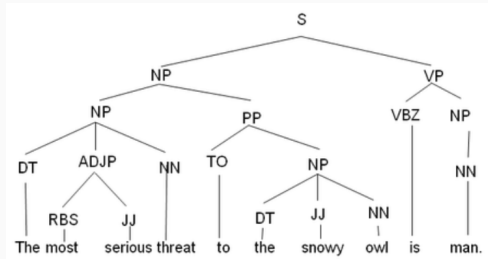 S
NP VP
NP PP VBZ NP
DT ADJP NN TO NP NN
RBS JJ DT JJ NN
The most serious threat to the snowy owl is man.